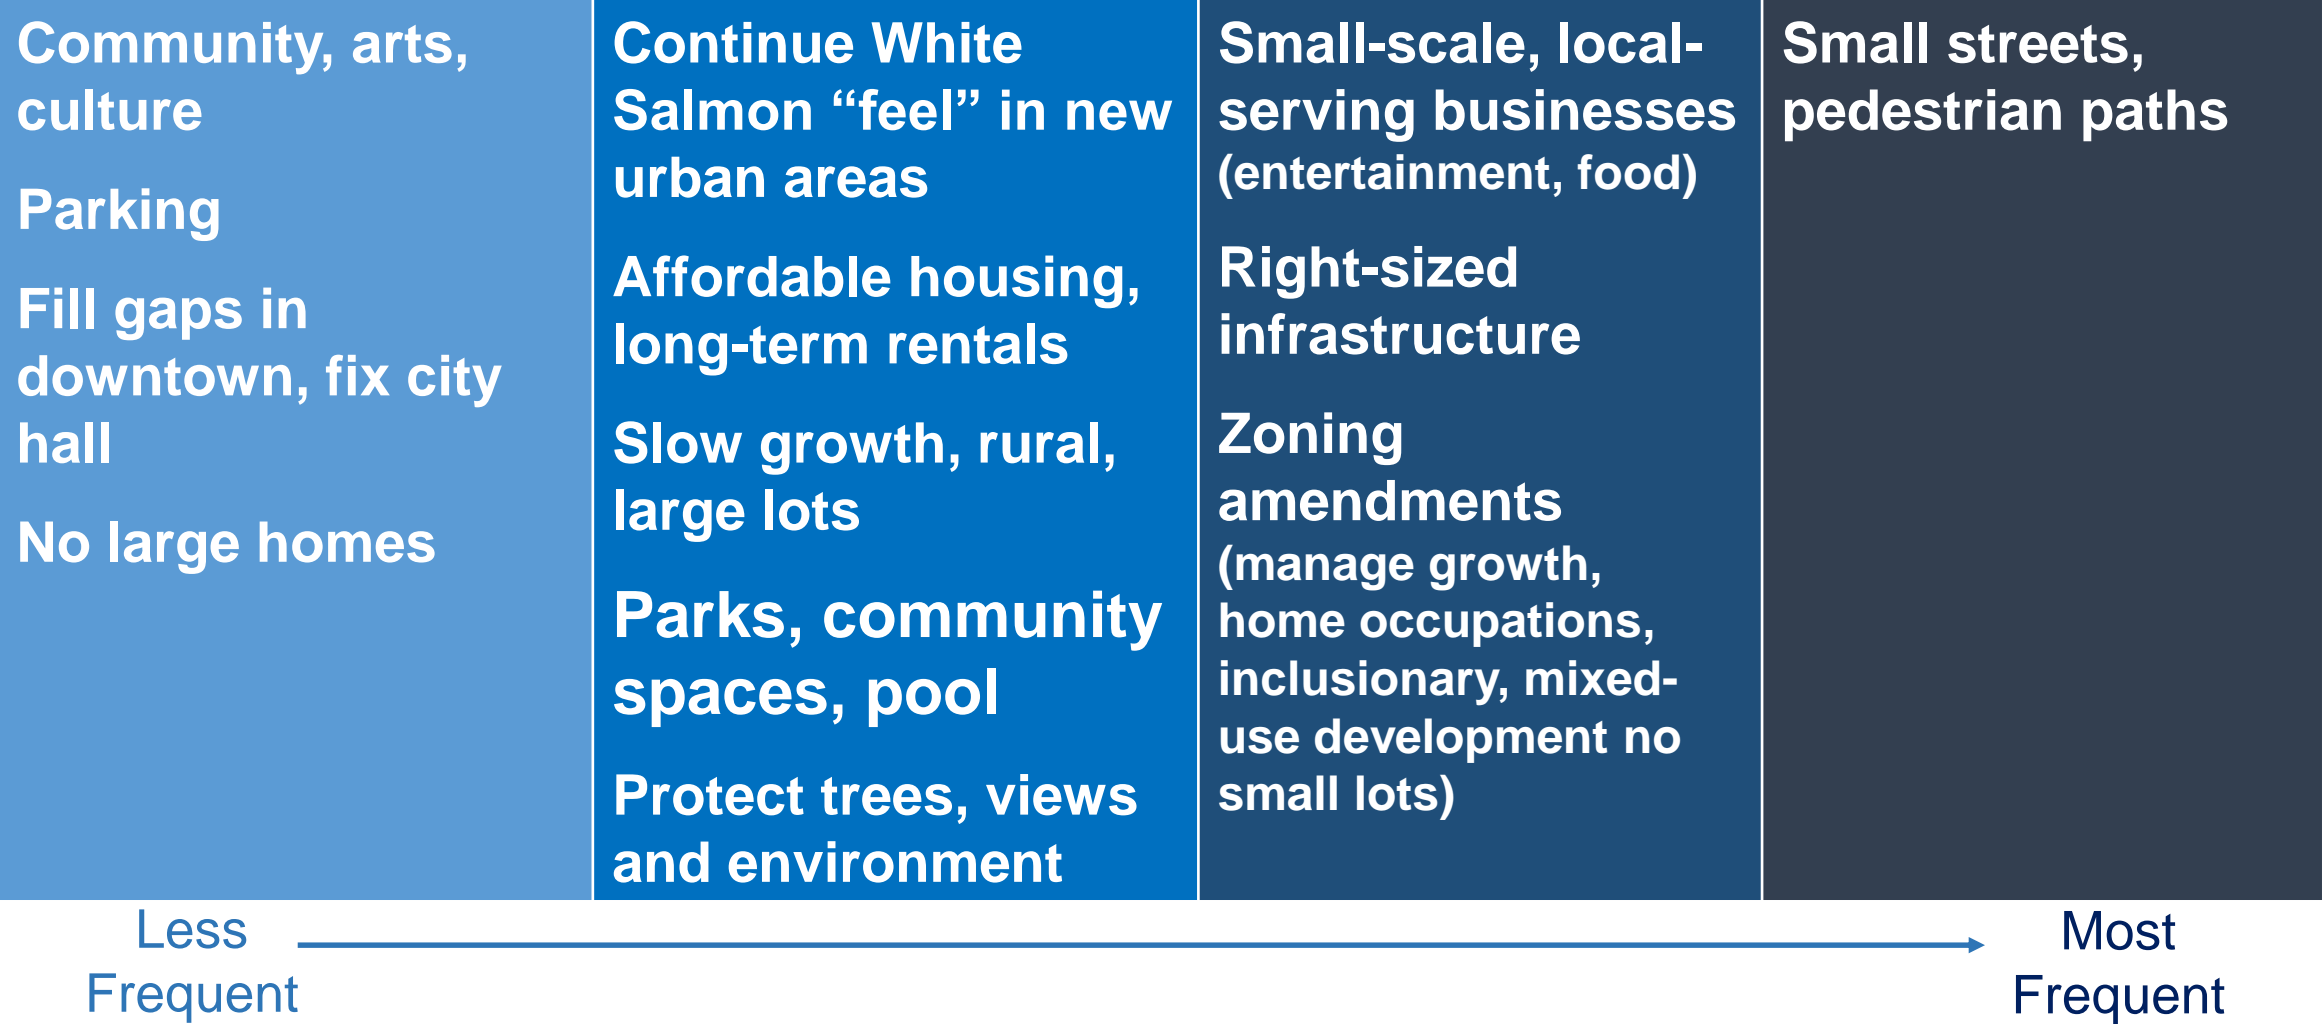 Community, arts,
culture
Parking
Fill gaps in
downtown, fix city
hall
No large homes
Continue White
Salmon “feel” in new
urban areas
Affordable housing,
long-term rentals
Slow growth, rural,
large lots
Parks, community
spaces, pool
Protect trees, views
and environment
Small-scale, local-
serving businesses
(entertainment, food)
Right-sized
infrastructure
Zoning
amendments
(manage growth,
home occupations,
inclusionary, mixed-
use development no
small lots)
Small streets,
pedestrian paths
Less
Frequent
Most
Frequent